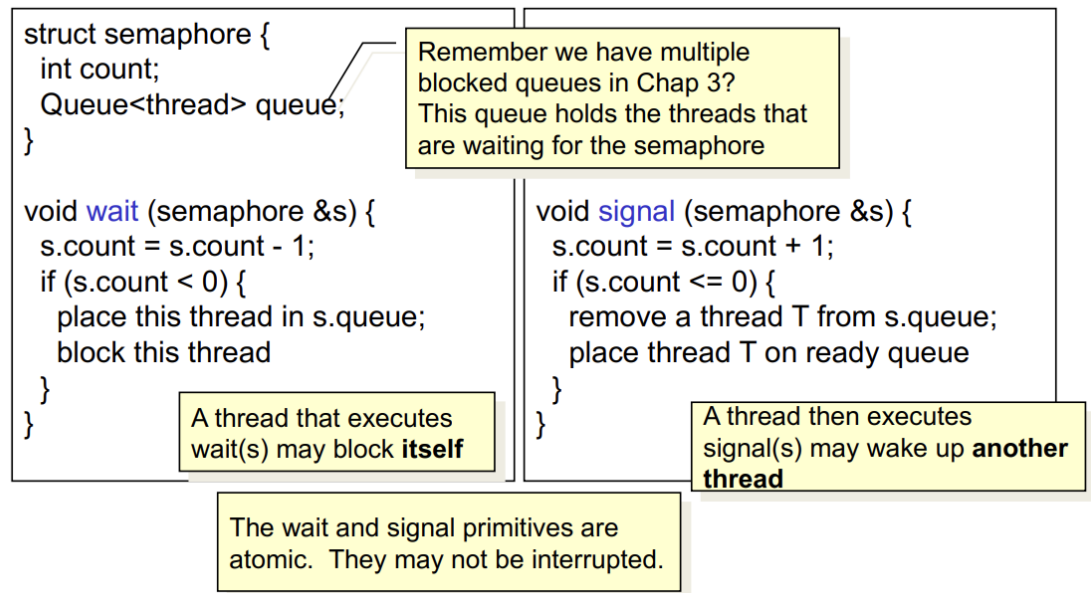 struct semaphore {
int count;
Queue<thread> queue;
}
Remember we have multiple
blocked queues in Chap 3?
This queue holds the threads that
are waiting for the semaphore
void wait (semaphore &s) {
s.count = s.count - 1;
if (s.count < 0) {
place this thread in s.queue;
block this thread
}
}
A thread that executes
wait(s) may block itself
void signal (semaphore &s) {
s.count = s.count + 1;
if (s.count <= 0) {
remove a thread T from s.queue;
place thread T on ready queue
}
}
A thread then executes
signal(s) may wake up another
thread
The wait and signal primitives are
atomic. They may not be interrupted.